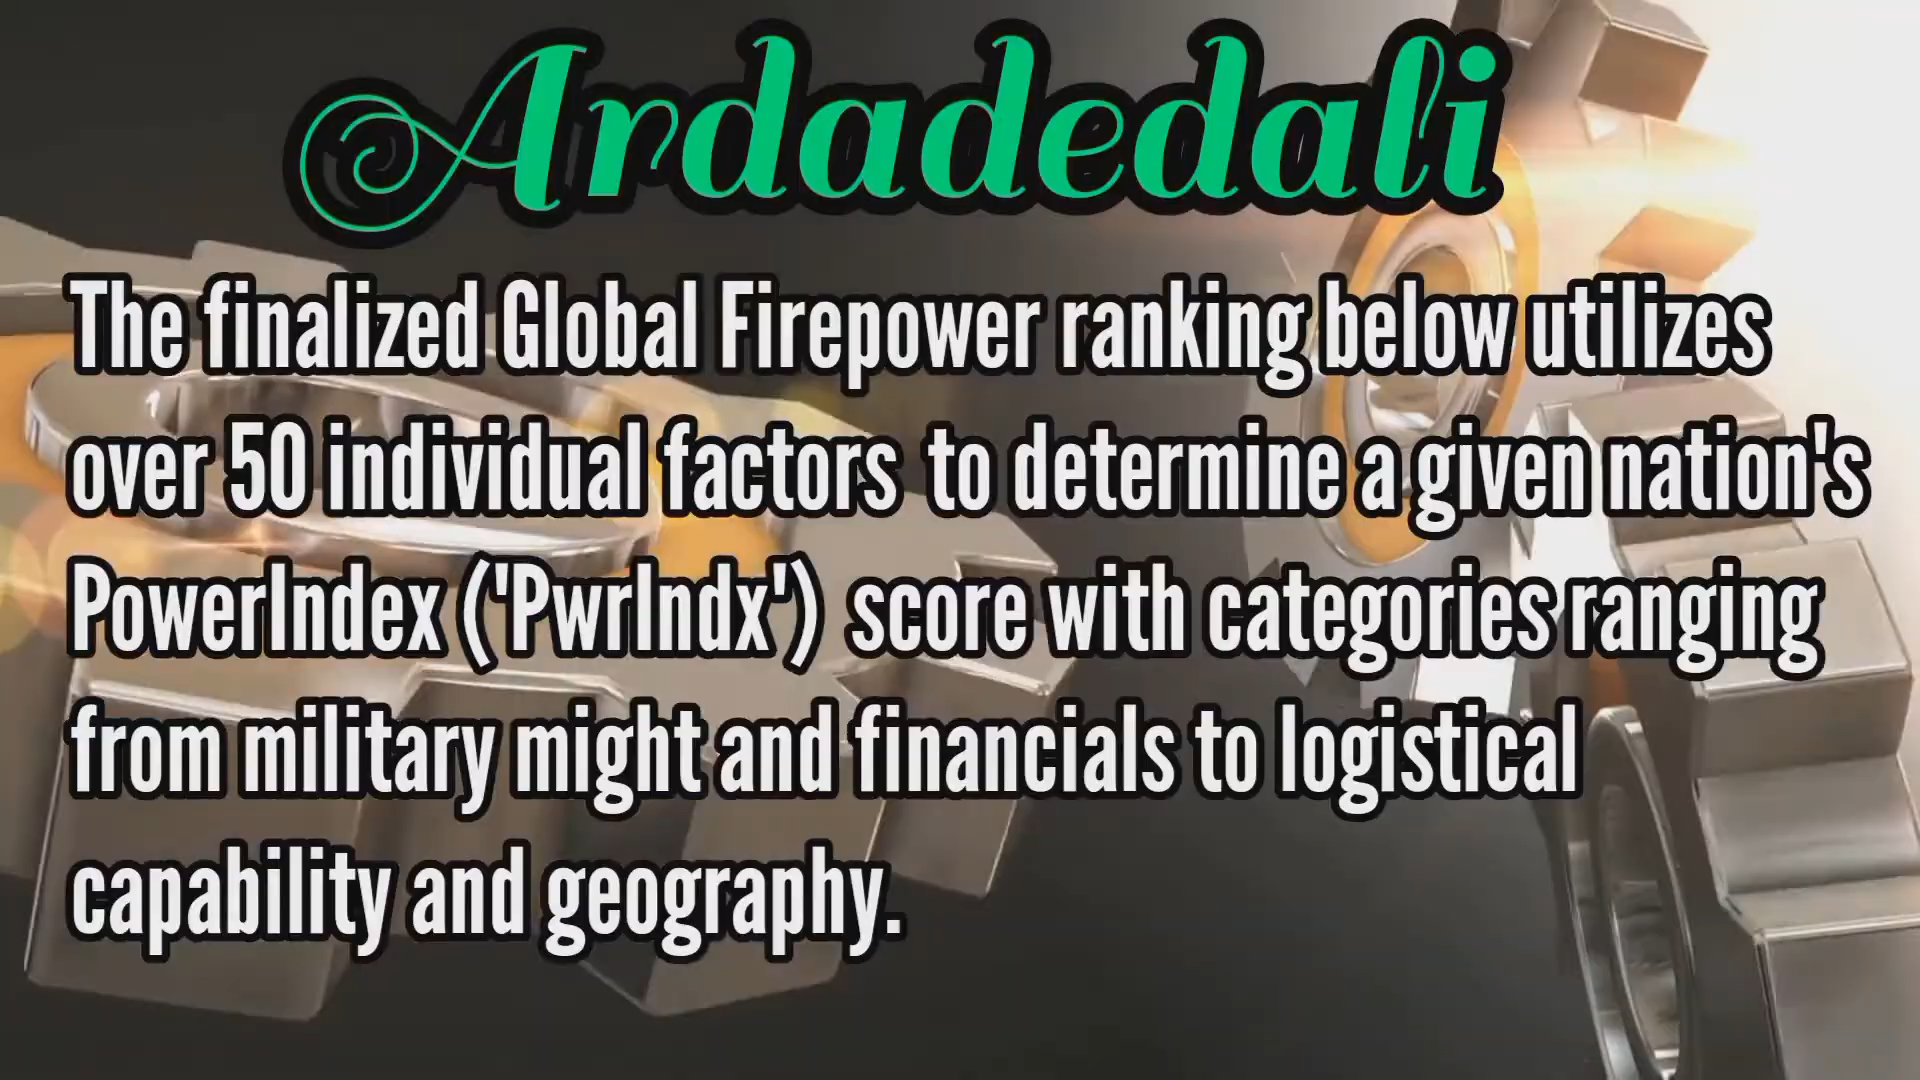 Ardadedali
The finalized Global Firepower ranking below utilizes
over 50 individual factors to determine a given nation's
PowerIndex ('PwrIndx') score with categories ranging
from military might and financials to logistical
capability and geography.